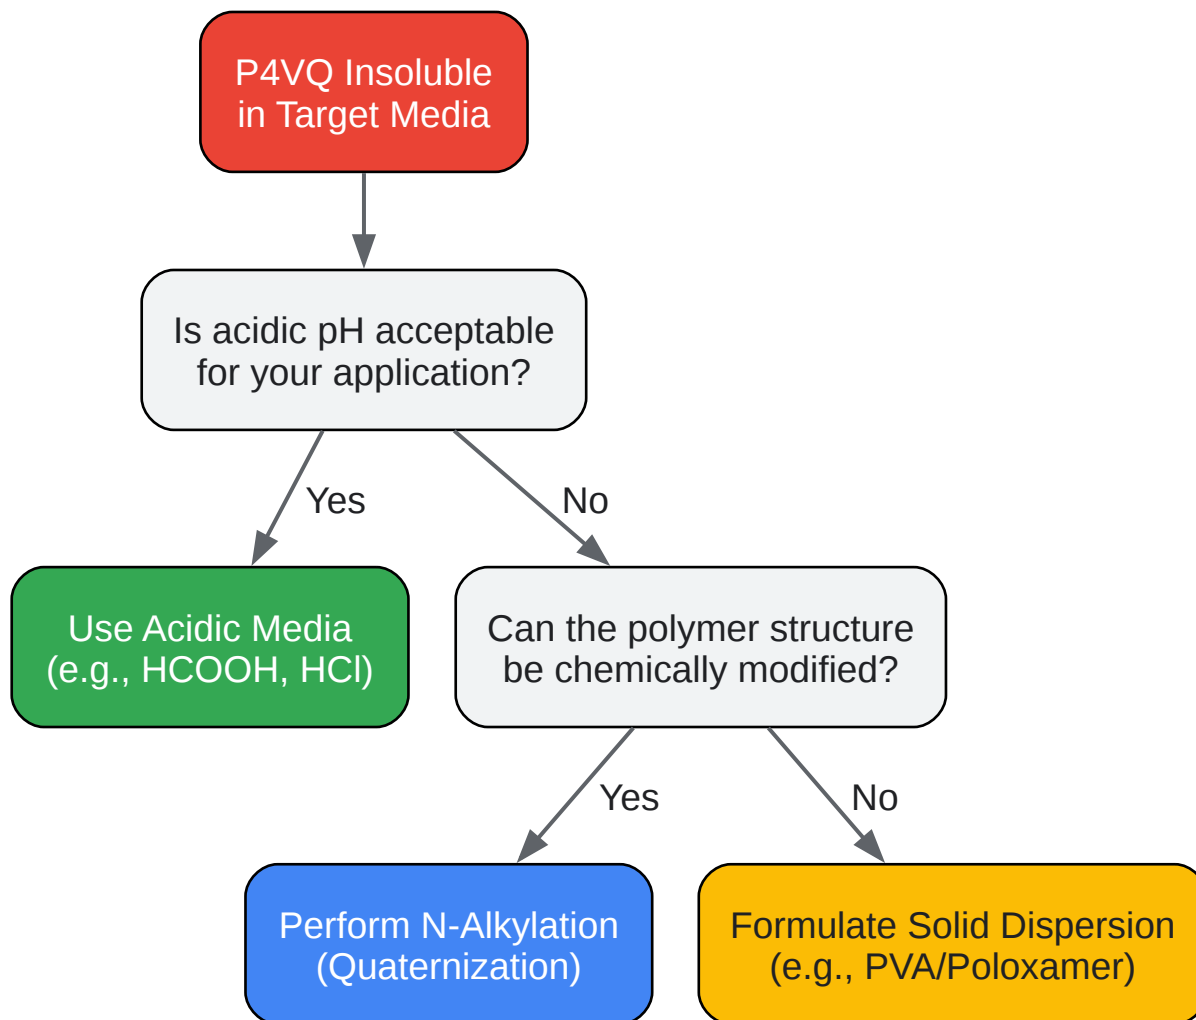 P4VQ Insoluble
in Target Media
Is acidic pH acceptable
for your application?
Yes
No
Use Acidic Media
(e.g., HCOOH, HCl)
Can the polymer structure
be chemically modified?
Yes
No
Perform N-Alkylation
(Quaternization)
Formulate Solid Dispersion
(e.g., PVA/Poloxamer)